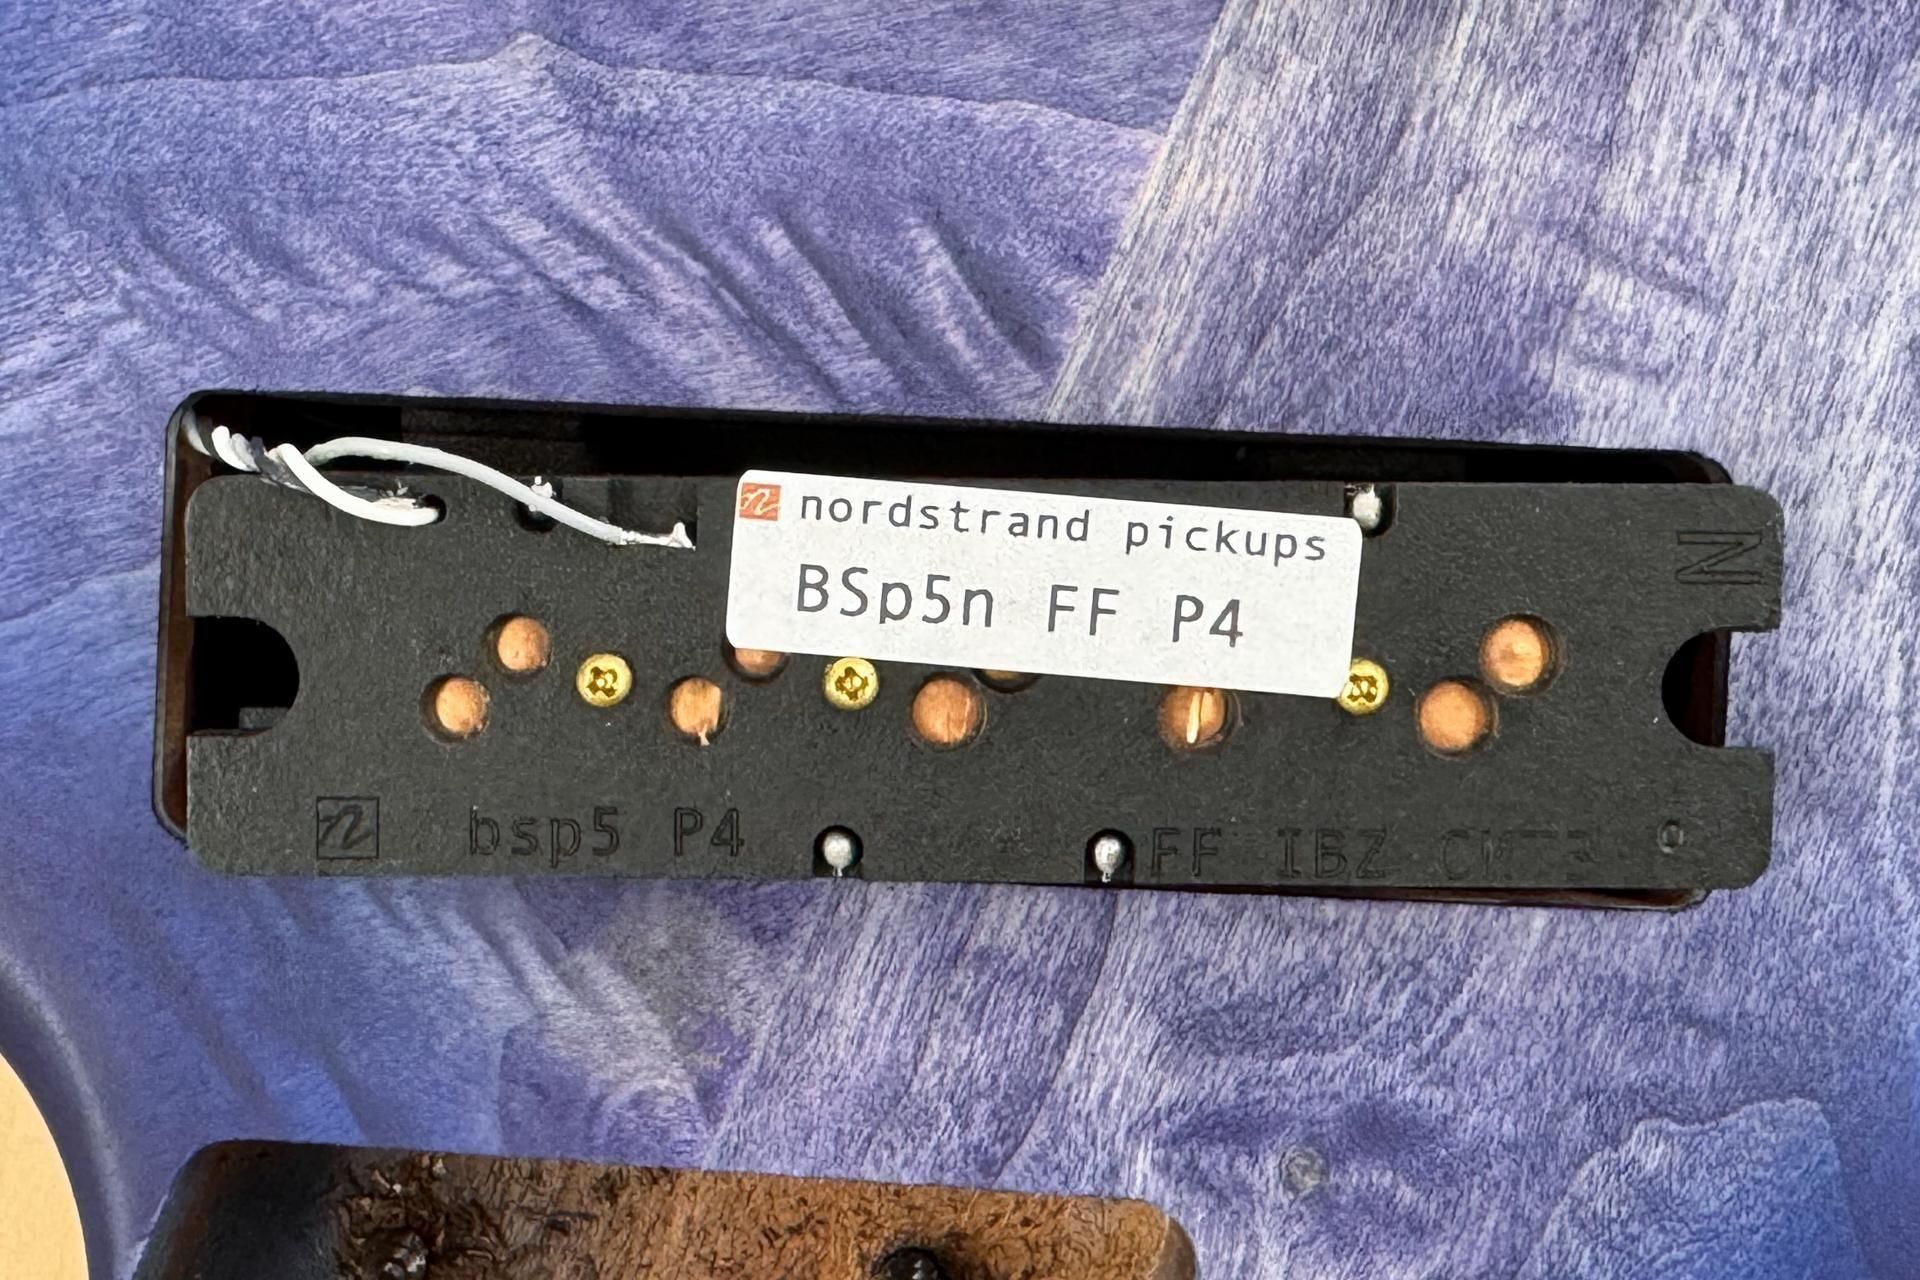 n nordstrand pickups
BSp5n FF P4
N
n bsp5 P4 FF IBZ